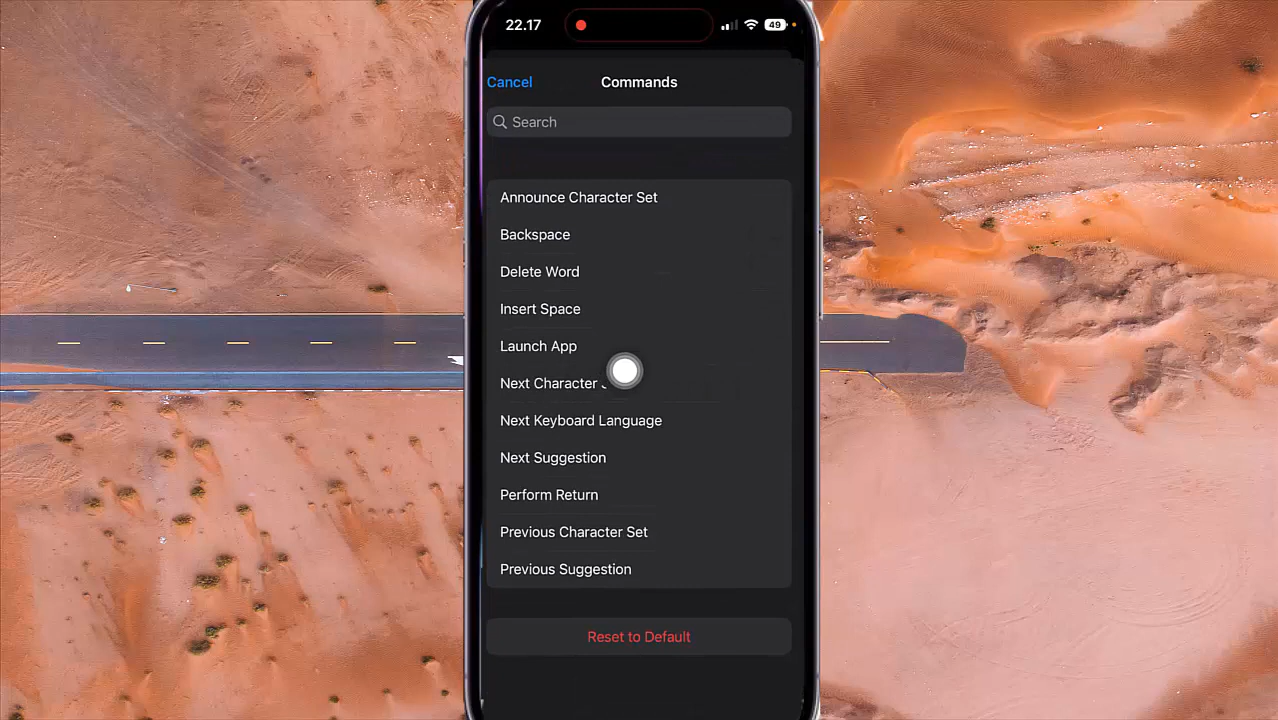 22.17
49
Cancel
Commands
Search
Announce Character Set
Backspace
Delete Word
Insert Space
Launch App
Next Character
Next Keyboard Language
Next Suggestion
Perform Return
Previous Character Set
Previous Suggestion
Reset to Default